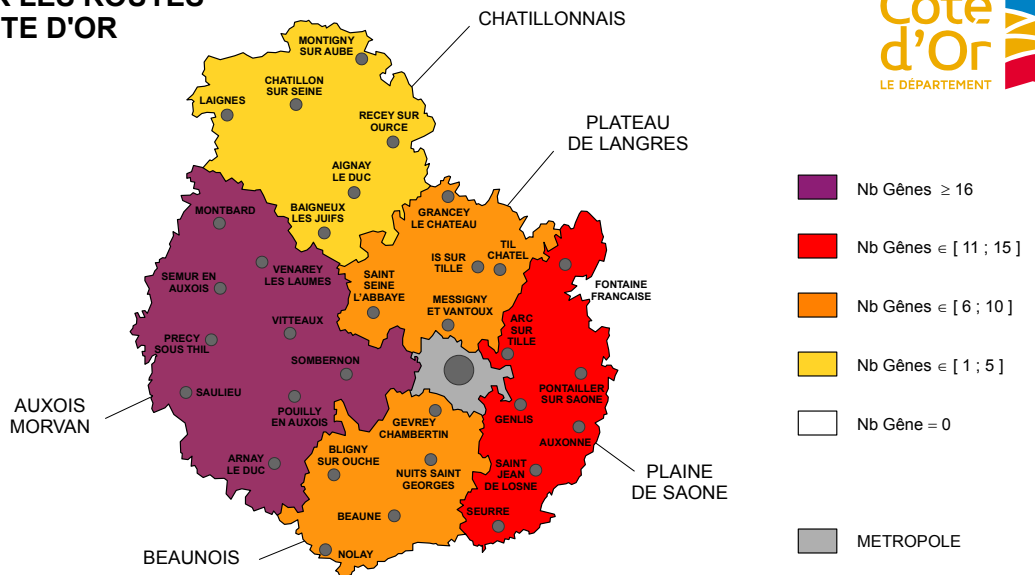 LES ROUTES
TE D'OR
CHATILLONNAIS
Côte
d'Or
LE DÉPARTEMENT
MONTIGNY
SUR AUBE
CHATILLON
SUR SEINE
LAIGNES
RECEY SUR
OURCE
PLATEAU
DE LANGRES
AIGNAY
LE DUC
BAIGNEUX
LES JUIFS
MONTBARD
GRANCEY
LE CHATEAU
TIL
CHATEL
IS SUR
TILLE
VENAREY
LES LAUMES
SEMUR EN
AUXOIS
SAINT
SEINE
L'ABBAYE
FONTAINE
FRANCAISE
MESSIGNY
ET VANTOUX
ARC
SUR
TILLE
VITTEAUX
PRECY
SOUS THIL
SOMBERNON
SAULIEU
PONTAILLER
SUR SAONE
POUILLY
EN AUXOIS
GENLIS
GEVREY
CHAMBERTIN
AUXONNE
AUXOIS
MORVAN
BLIGNY
SUR OUCHE
ARNAY
LE DUC
NUITS SAINT
GEORGES
SAINT
JEAN
DE LOSNE
PLAINE
DE SAONE
BEAUNE
SEURRE
NOLAY
BEAUNOIS
Nb Gênes ≥ 16
Nb Gênes ∈ [ 11 ; 15 ]
Nb Gênes ∈ [ 6 ; 10 ]
Nb Gênes ∈ [ 1 ; 5 ]
Nb Gêne = 0
METROPOLE